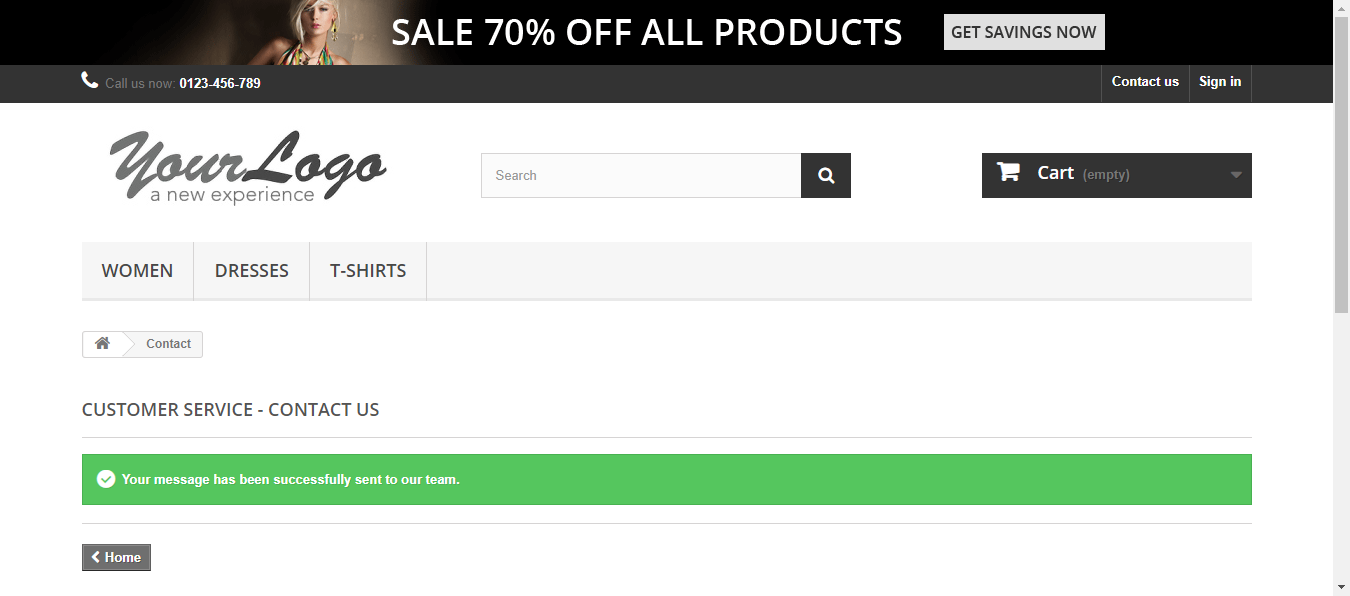 SALE 70% OFF ALL PRODUCTS
GET SAVINGS NOW
Call us now: 0123-456-789
Contact us
Sign in
YourLogo
a new experience
Search
Cart (empty)
WOMEN
DRESSES
T-SHIRTS
Contact
CUSTOMER SERVICE - CONTACT US
Your message has been successfully sent to our team.
Home